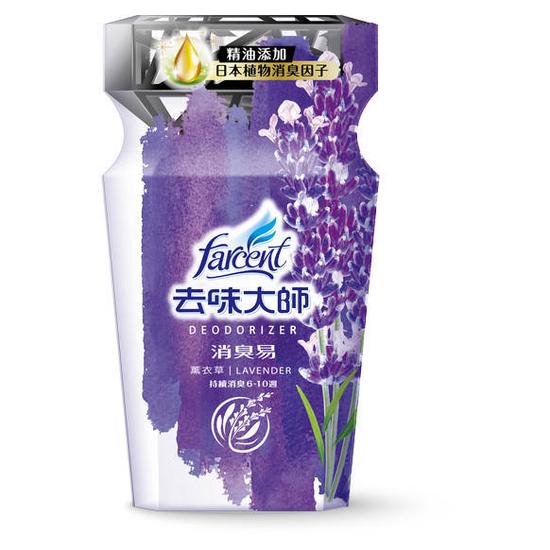 精油添加
日本植物消臭因子
farcent
去味大師
DEODORIZER
消臭易
薰衣草 | LAVENDER
持續消臭6-10週